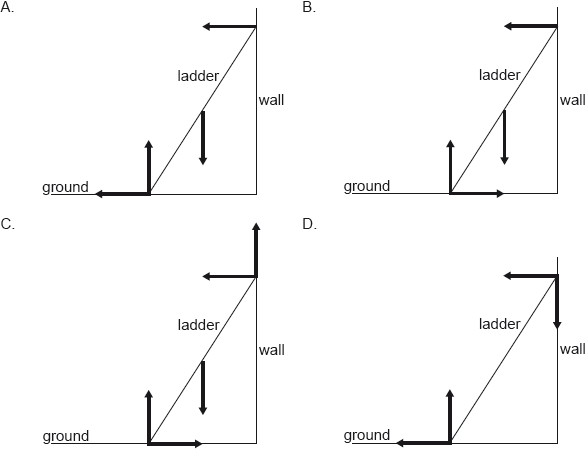 A.
ladder
wall
ground
B.
ladder
wall
ground
C.
ladder
wall
ground
D.
ladder
wall
ground